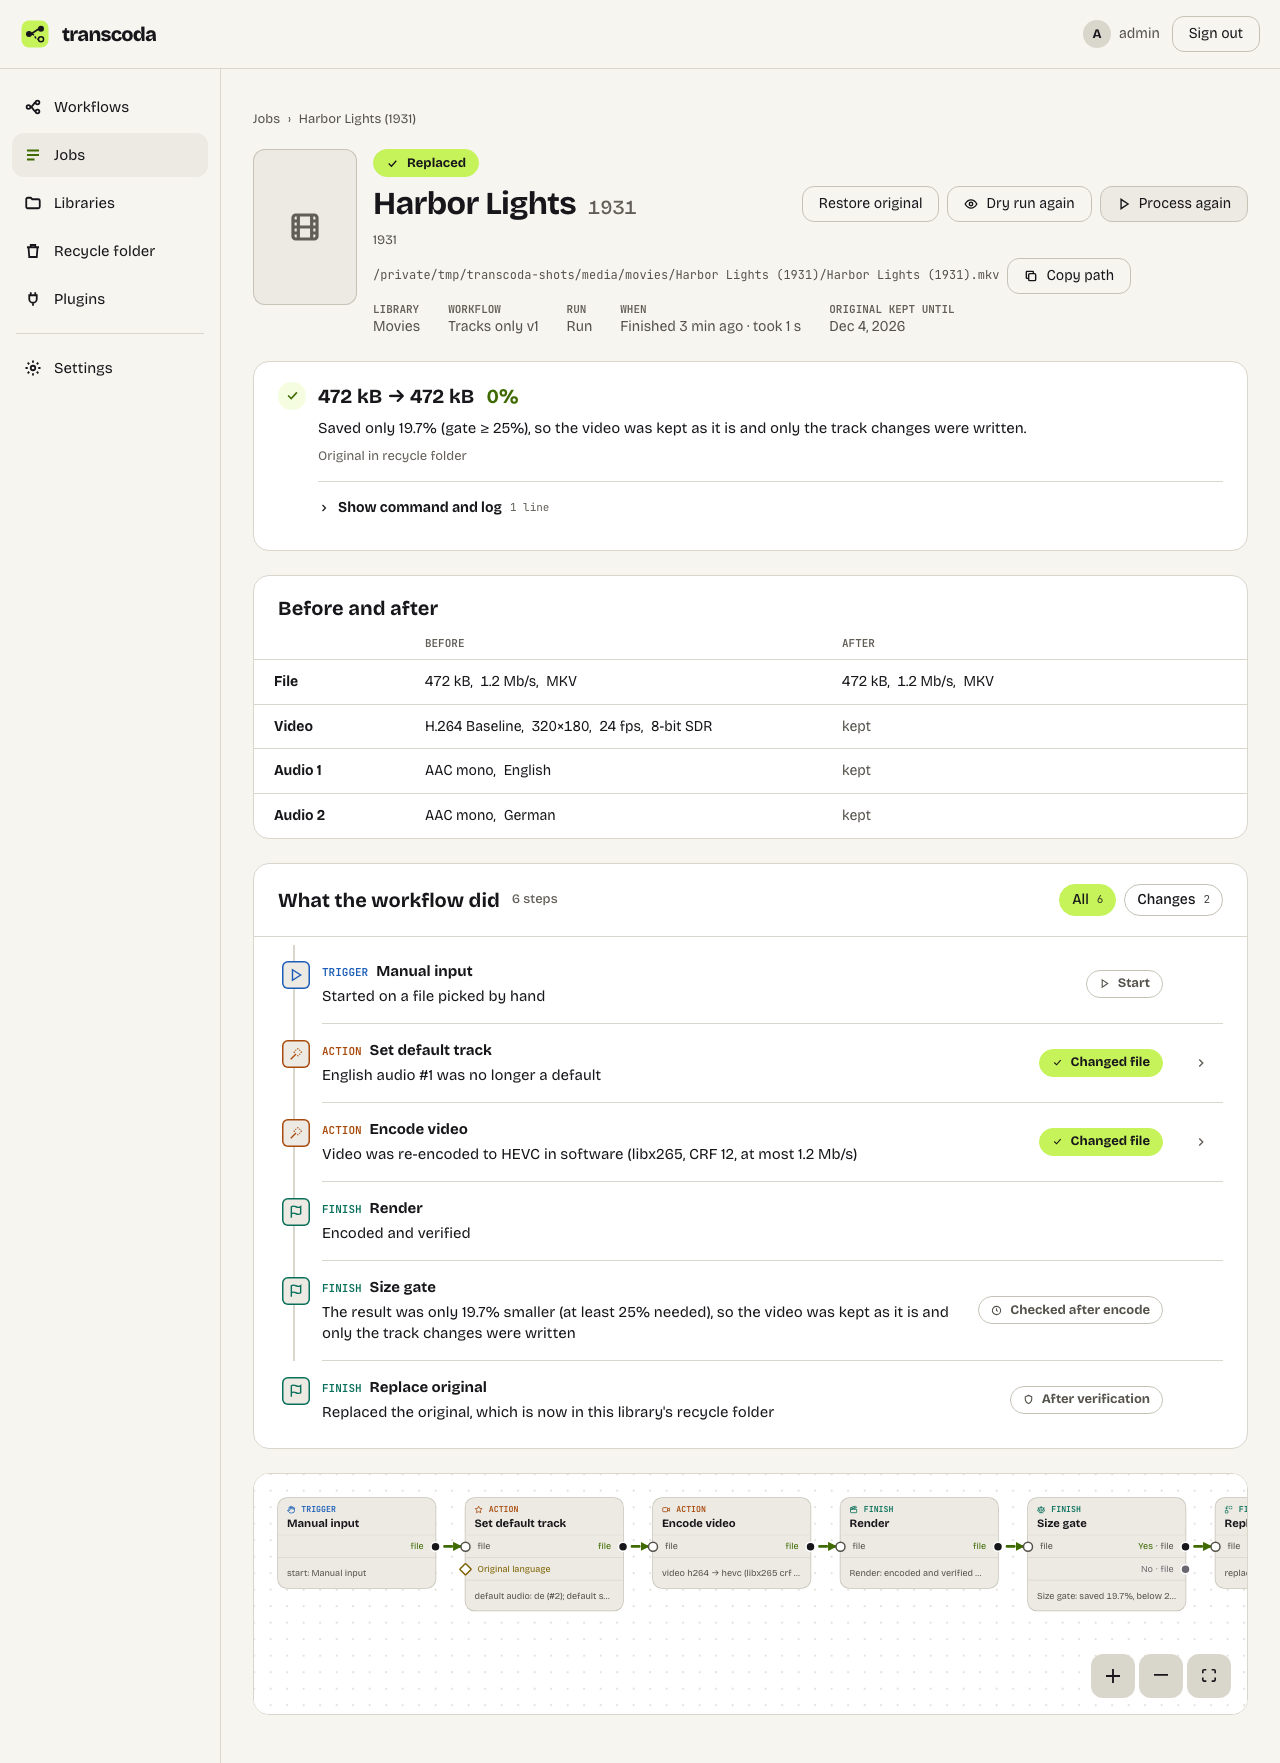 transcoda
A admin Sign out
Workflows
Jobs
Libraries
Recycle folder
Plugins
Settings
Jobs › Harbor Lights (1931)
Replaced
Harbor Lights 1931
Restore original Dry run again Process again
1931
/private/tmp/transcoda-shots/media/movies/Harbor Lights (1931)/Harbor Lights (1931).mkv Copy path
LIBRARY WORKFLOW RUN WHEN ORIGINAL KEPT UNTIL
Movies Tracks only v1 Run Finished 3 min ago · took 1 s Dec 4, 2026
472 kB → 472 kB 0%
Saved only 19.7% (gate ≥ 25%), so the video was kept as it is and only the track changes were written.
Original in recycle folder
› Show command and log 1 line
Before and after
BEFORE AFTER
File 472 kB, 1.2 Mb/s, MKV 472 kB, 1.2 Mb/s, MKV
Video H.264 Baseline, 320×180, 24 fps, 8-bit SDR kept
Audio 1 AAC mono, English kept
Audio 2 AAC mono, German kept
What the workflow did 6 steps All 6 Changes 2
TRIGGER Manual input
Started on a file picked by hand
Start
ACTION Set default track
English audio #1 was no longer a default
Changed file
ACTION Encode video
Video was re-encoded to HEVC in software (libx265, CRF 12, at most 1.2 Mb/s)
Changed file
FINISH Render
Encoded and verified
FINISH Size gate
The result was only 19.7% smaller (at least 25% needed), so the video was kept as it is and
only the track changes were written
Checked after encode
FINISH Replace original
Replaced the original, which is now in this library's recycle folder
After verification
TRIGGER
Manual input
file
start: Manual input
ACTION
Set default track
file file
Original language
default audio: de (#2); default s...
ACTION
Encode video
file file
video h264 → hevc (libx265 crf ...
FINISH
Render
file file
Render: encoded and verified ...
FINISH
Size gate
file Yes · file
No · file
Size gate: saved 19.7%, below 2...
FI
Repl
file
replac